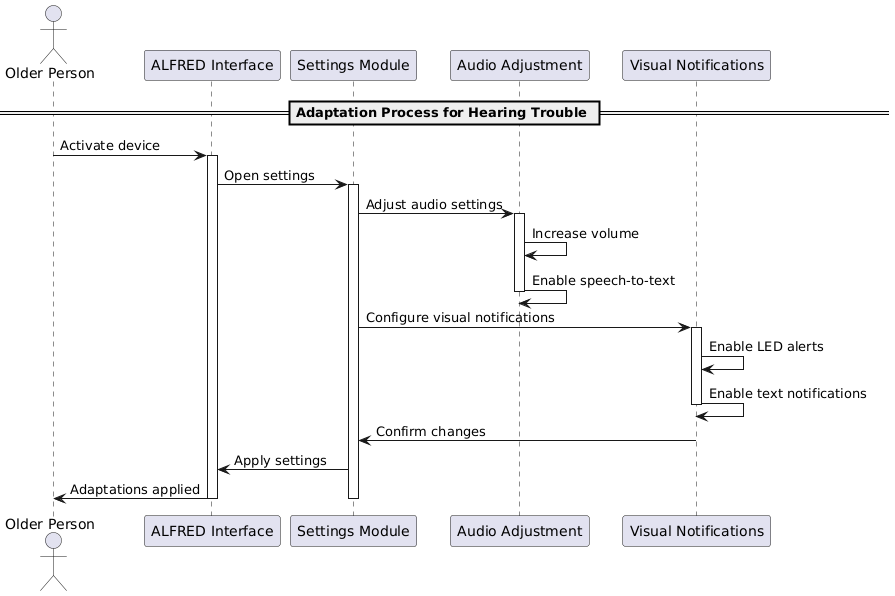 Older Person
ALFRED Interface
Settings Module
Audio Adjustment
Visual Notifications
Adaptation Process for Hearing Trouble
Activate device
Open settings
Adjust audio settings
Increase volume
Enable speech-to-text
Configure visual notifications
Enable LED alerts
Enable text notifications
Confirm changes
Apply settings
Adaptations applied
Older Person
ALFRED Interface
Settings Module
Audio Adjustment
Visual Notifications